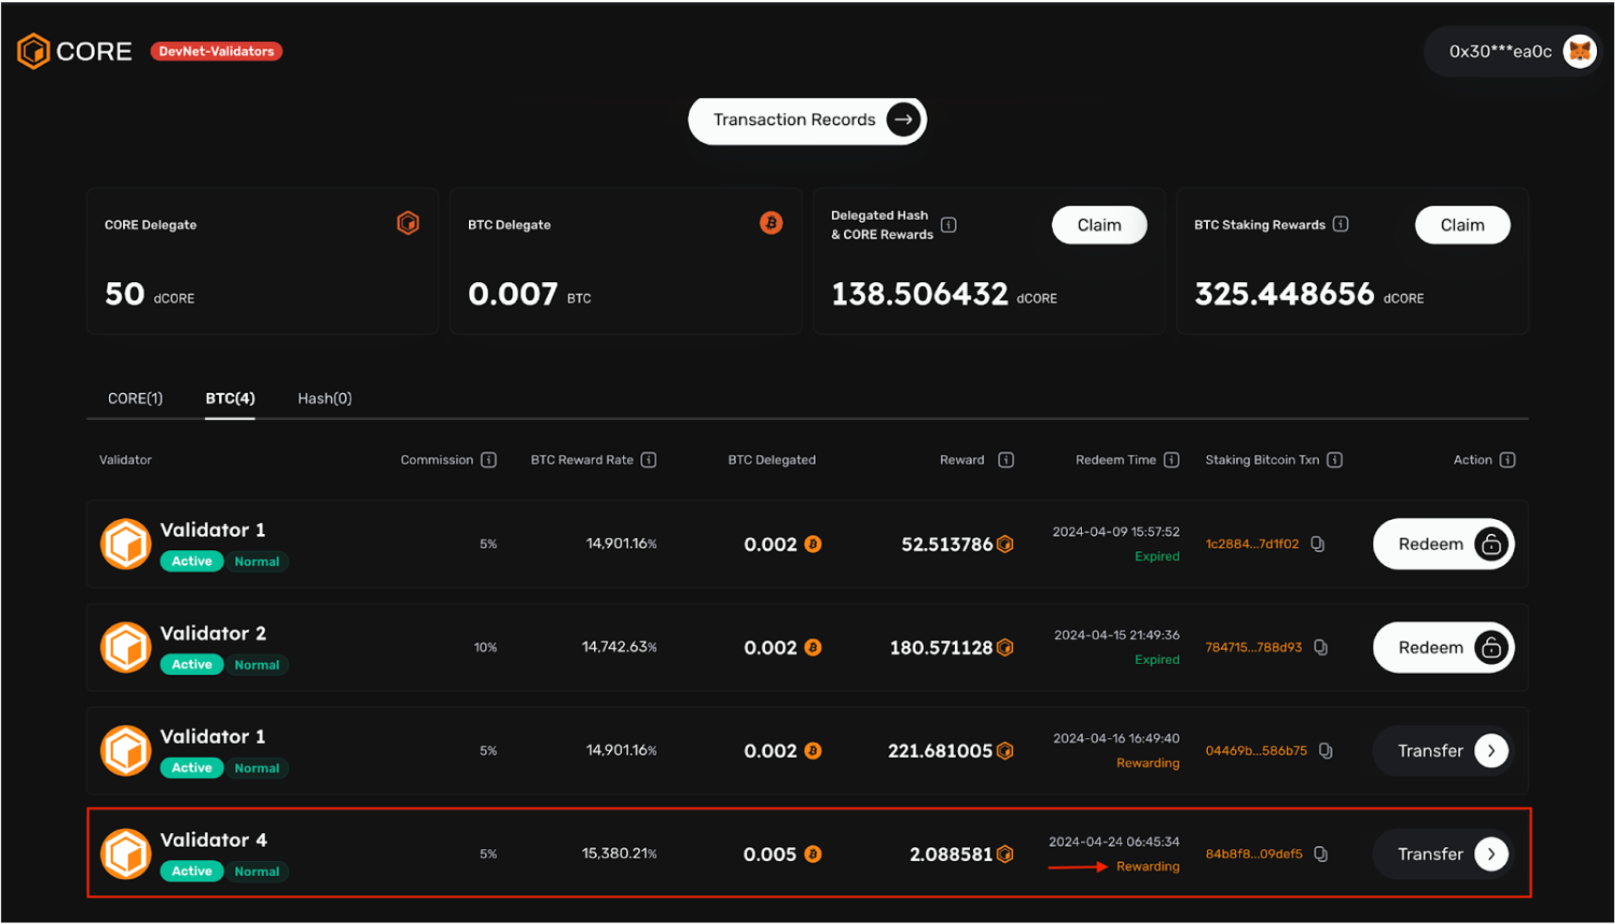 CORE DevNet-Validators 0x30***ea0c
Transaction Records
CORE Delegate
50 dCORE
BTC Delegate
0.007 BTC
Delegated Hash
& CORE Rewards
Claim
138.506432 dCORE
BTC Staking Rewards
Claim
325.448656 dCORE
CORE(1) BTC(4) Hash(0)
Validator Commission BTC Reward Rate BTC Delegated Reward Redeem Time Staking Bitcoin Txn Action
Validator 1
Active Normal
5% 14,901.16% 0.002 52.513786
2024-04-09 15:57:52
Expired
1c2884...7d1f02 Redeem
Validator 2
Active Normal
10% 14,742.63% 0.002 180.571128
2024-04-15 21:49:36
Expired
784715...788d93 Redeem
Validator 1
Active Normal
5% 14,901.16% 0.002 221.681005
2024-04-16 16:49:40
Rewarding
04469b...586b75 Transfer
Validator 4
Active Normal
5% 15,380.21% 0.005 2.088581
2024-04-24 06:45:34
Rewarding
84b8f8...09def5 Transfer